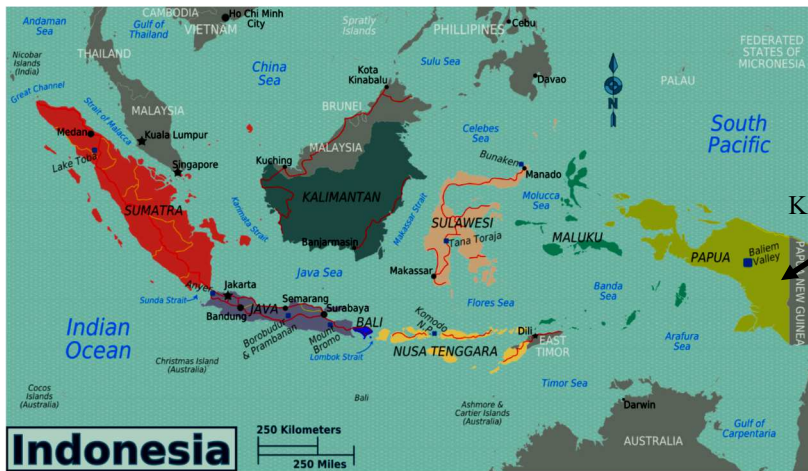 Andaman
Sea
CAMBODIA
Ho Chi Minh
City
Gulf of
Thailand
VIETNAM
Spratly
Islands
PHILLIPINES
Cebu
FEDERATED
STATES OF
MICRONESIA
THAILAND
Nicobar
Islands
(India)
China
Sea
Sulu Sea
Kota
Kinabalu
Davao
PALAU
N
Great Channel
Strait of Malacca
MALAYSIA
BRUNEI
Medan
Kuala Lumpur
Celebes
Sea
South
Pacific
Lake Toba
Singapore
Kuching
MALAYSIA
Bunaken
Manado
SUMATRA
KALIMANTAN
Karimata Strait
Makassar Strait
Molucca
Sea
K
SULAWESI
Tana Toraja
MALUKU
Banjarmasin
PAPUA
Baliem
Valley
PAPUA NEW GUINEA
Java Sea
Makassar
Banda
Sea
Anyer
Jakarta
Sunda Strait
JAVA
Semarang
Surabaya
Flores Sea
Bandung
Borobudur
& Prambanan
Mount
Bromo
BALI
Komodo
N.P.
Dili
EAST
TIMOR
Arafura
Sea
Indian
Ocean
Lombok Strait
NUSA TENGGARA
Christmas Island
(Australia)
Timor Sea
Cocos
Islands
(Australia)
Bali
Ashmore &
Cartier Islands
(Australia)
Darwin
Gulf of
Carpentaria
AUSTRALIA
Indonesia
250 Kilometers
250 Miles